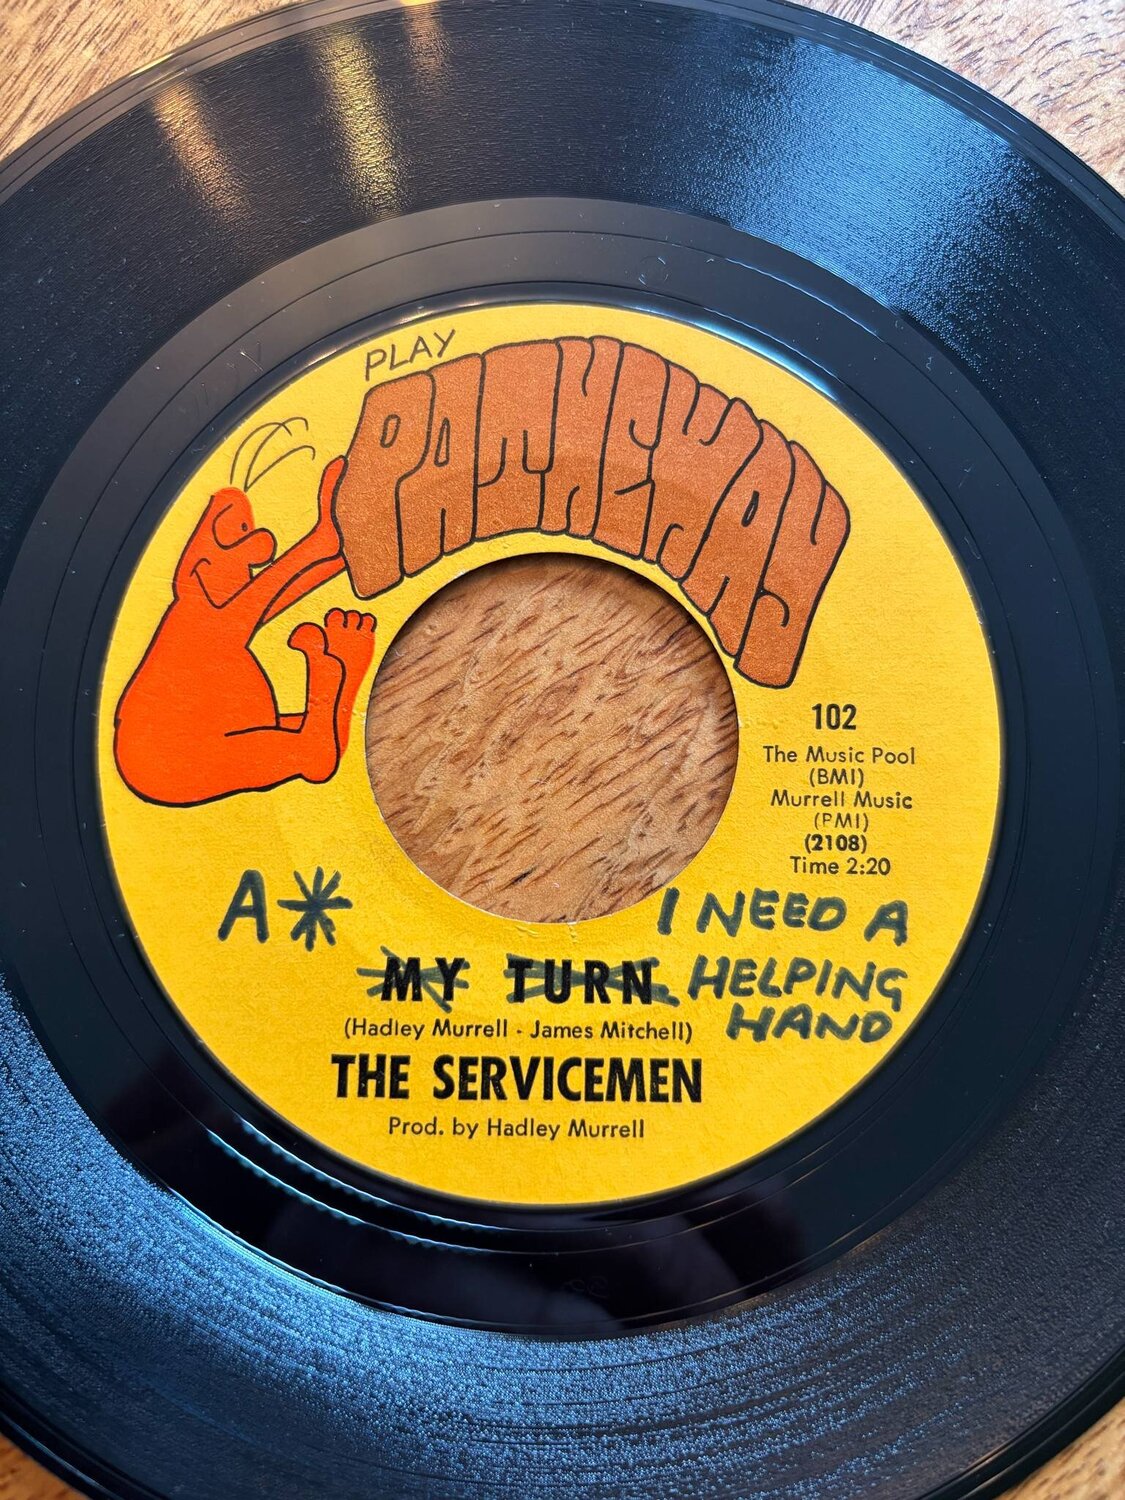 PLAY
PATHEWAY
102
The Music Pool
(BMI)
Murrell Music
(PMI)
(2108)
Time 2:20
A* I NEED A
MY TURN HELPING
HAND
(Hadley Murrell - James Mitchell)
THE SERVICEMEN
Prod. by Hadley Murrell